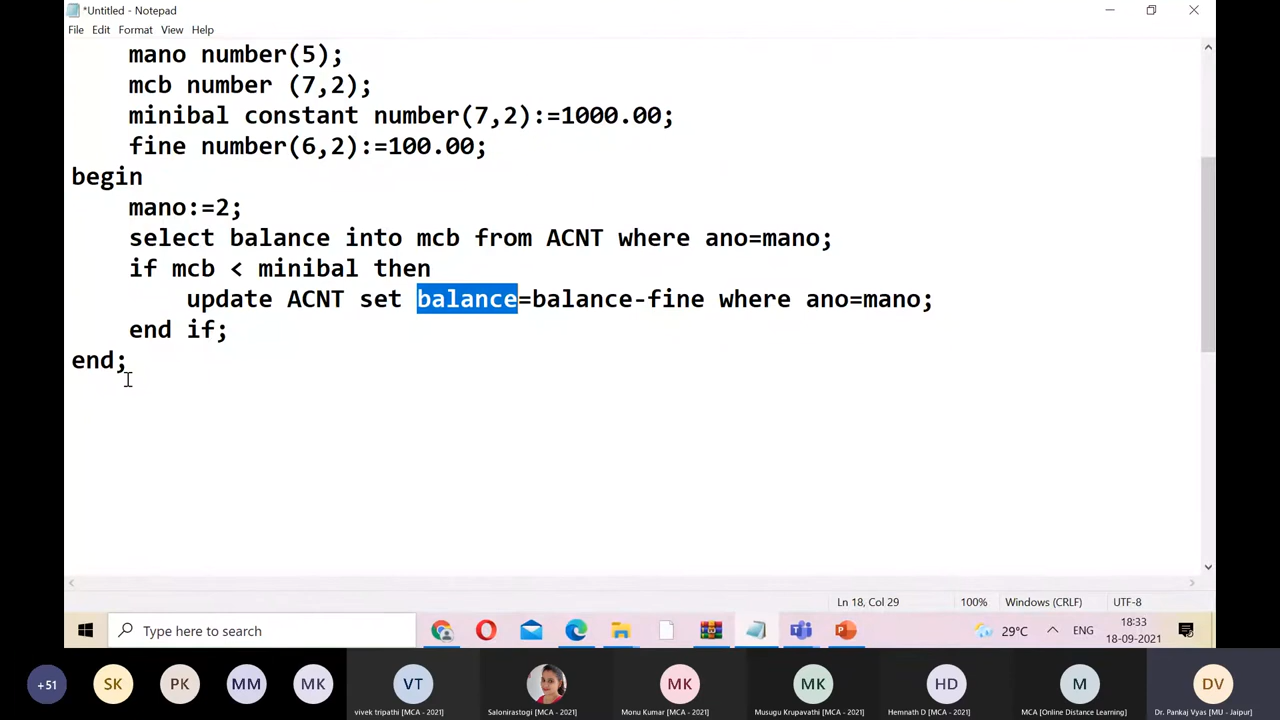 *Untitled - Notepad
File Edit Format View Help
mano number(5);
mcb number (7,2);
minibal constant number(7,2):=1000.00;
fine number(6,2):=100.00;
begin
mano:=2;
select balance into mcb from ACNT where ano=mano;
if mcb < minibal then
update ACNT set balance=balance-fine where ano=mano;
end if;
end;
Ln 18, Col 29 100% Windows (CRLF) UTF-8
Type here to search
29°C ENG
18:33
18-09-2021
+51 SK PK MM MK VT MK MK HD M DV
vivek tripathi [MCA - 2021] Salonirastogi [MCA - 2021] Monu Kumar [MCA - 2021] Musugu Krupavathi [MCA - 2021] Hemnath D [MCA - 2021] MCA [Online Distance Learning] Dr. Pankaj Vyas [MU - Jaipur]